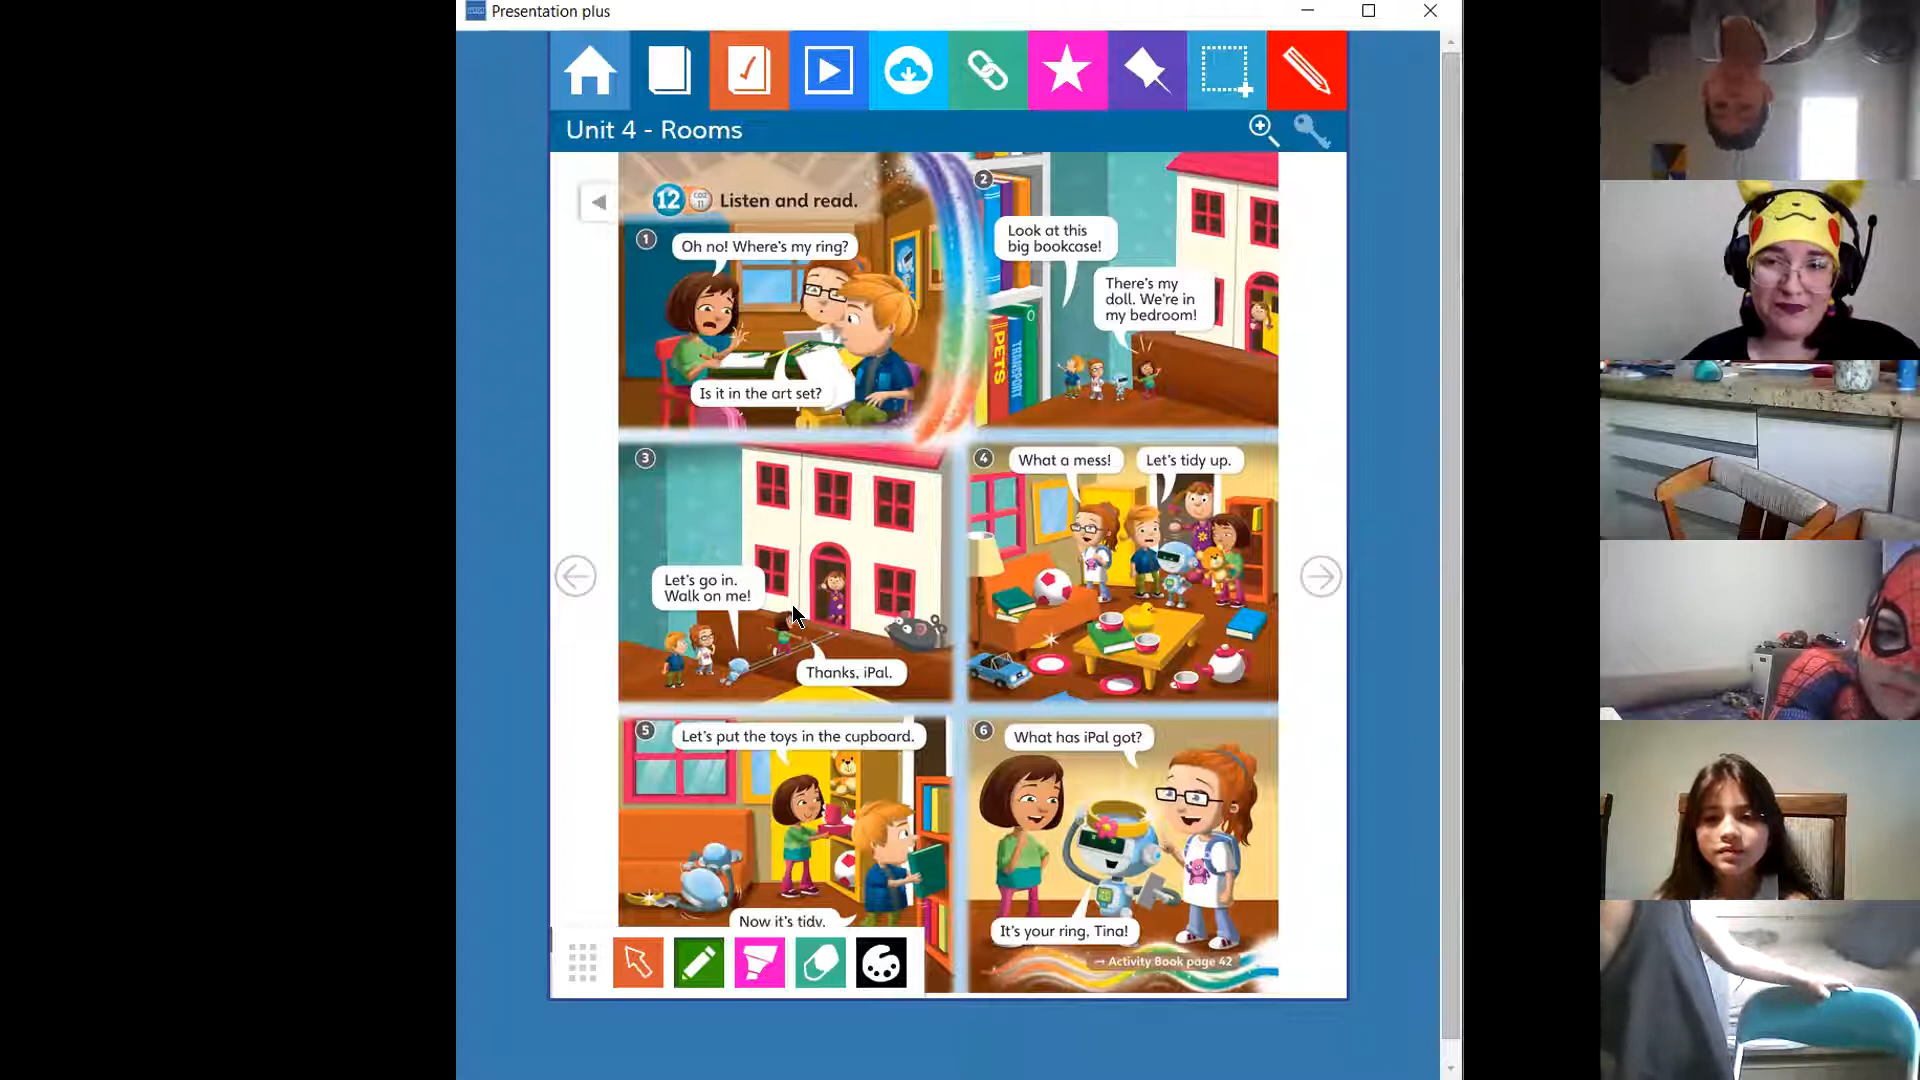 Presentation plus
Unit 4 - Rooms
12 CD2 11 Listen and read.
1
Oh no! Where's my ring?
Is it in the art set?
2
Look at this
big bookcase!
There's my
doll. We're in
my bedroom!
PETS
TRANSPORT
3
Let's go in.
Walk on me!
Thanks, iPal.
4
What a mess!
Let's tidy up.
5
Let's put the toys in the cupboard.
Now it's tidy.
6
What has iPal got?
It's your ring, Tina!
→ Activity Book page 42